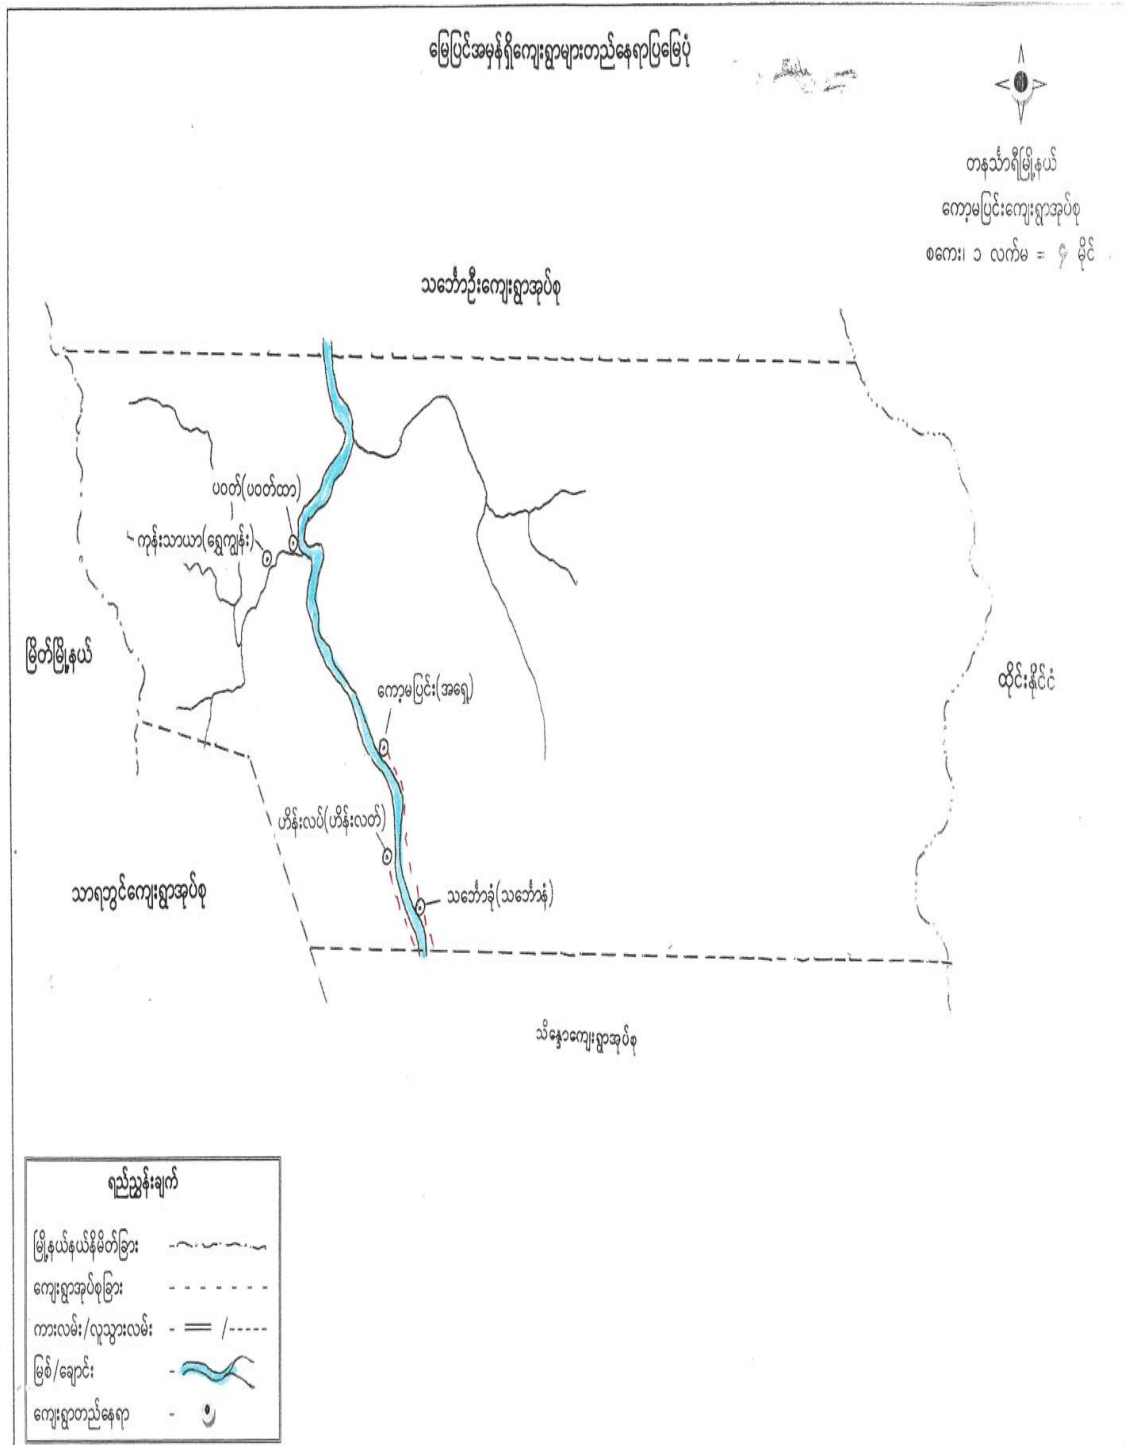 မြေပြင်အမှန်ရှိကျေးရွာများတည်နေရာပြမြေပုံ
တနင်္သာရီမြို့နယ်
ကော့မပြင်းကျေးရွာအုပ်စု
စကေး၊ ၁ လက်မ = ၄ မိုင်
သင်္ဘောဦးကျေးရွာအုပ်စု
ပဝတ်(ပဝတ်ထာ)
ကုန်းသာယာ(ရွှေကျွန်း)
မြိတ်မြို့နယ်
ထိုင်းနိုင်ငံ
ကော့မပြင်း(အရှေ့)
ဟိန်းလပ်(ဟိန်းလတ်)
သာရဘွင်ကျေးရွာအုပ်စု
သင်္ဘောခုံ(သင်္ဘောနံ)
သိန္ဒောကျေးရွာအုပ်စု
ရည်ညွှန်းချက်
မြို့နယ်နယ်နိမိတ်ခြား -
ကျေးရွာအုပ်စုခြား -
ကားလမ်း/လူသွားလမ်း - /
မြစ်/ချောင်း -
ကျေးရွာတည်နေရာ -